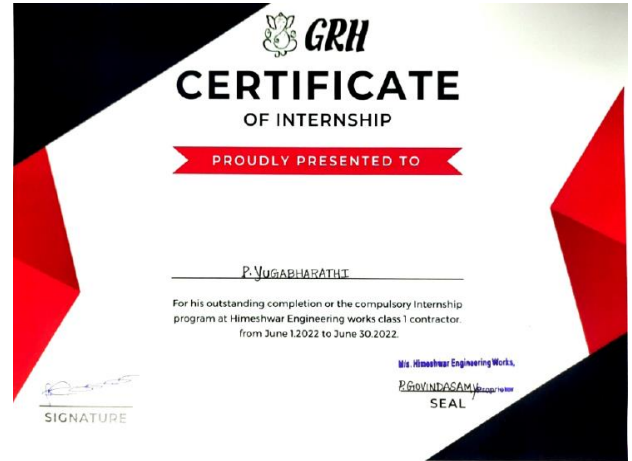 GRH
CERTIFICATE
OF INTERNSHIP
PROUDLY PRESENTED TO
P. YUGABHARATHI
For his outstanding completion or the compulsory Internship
program at Himeshwar Engineering works class 1 contractor.
from June 1.2022 to June 30.2022.
M/s. Himeshwar Engineering Works,
P.GOVINDASAMY Proprietor
SIGNATURE
SEAL